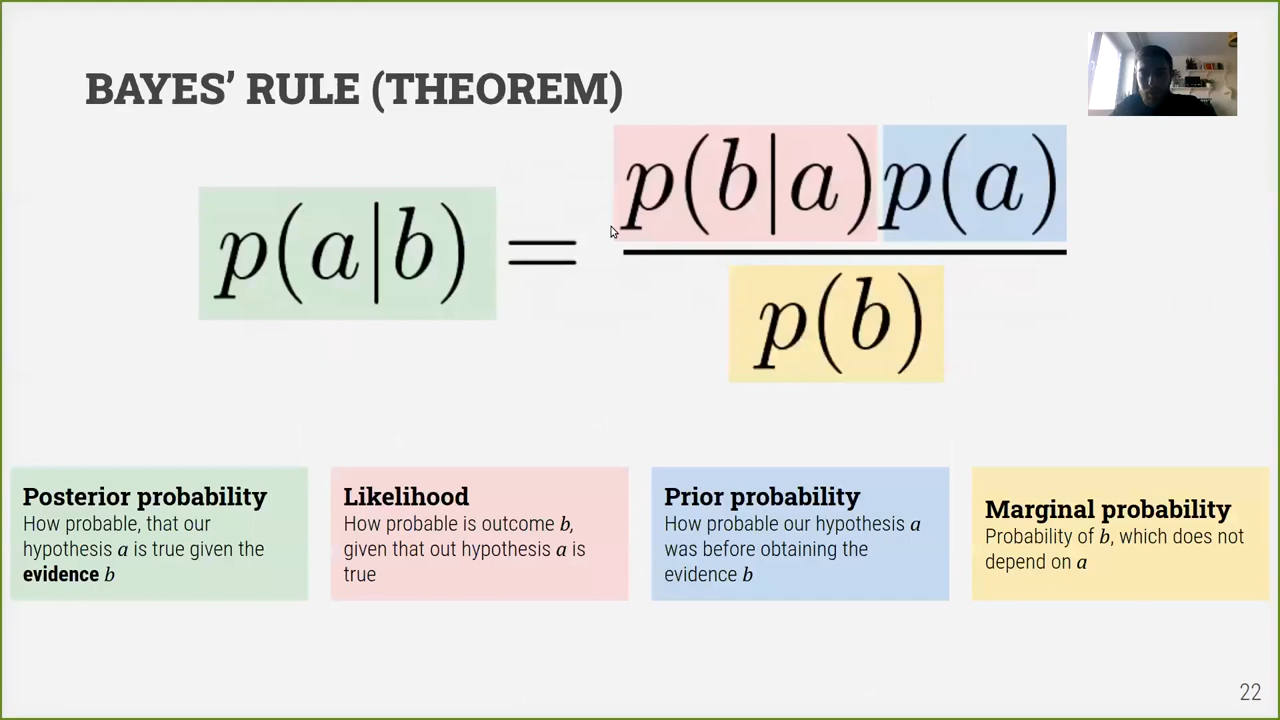 BAYES’ RULE (THEOREM)
p(a|b) = p(b|a)p(a)
p(b)
Posterior probability
How probable, that our
hypothesis a is true given the
evidence b
Likelihood
How probable is outcome b,
given that out hypothesis a is
true
Prior probability
How probable our hypothesis a
was before obtaining the
evidence b
Marginal probability
Probability of b, which does not
depend on a
22